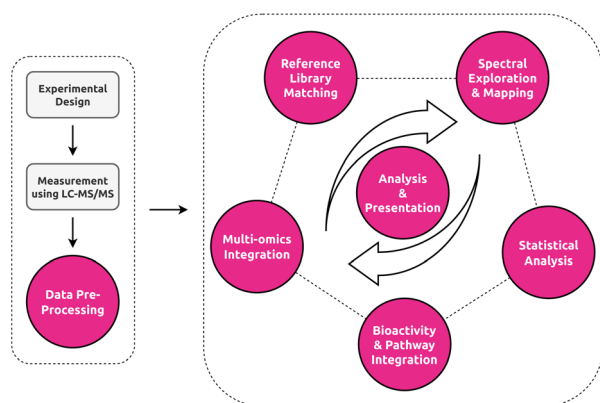 Experimental
Design
Measurement
using LC-MS/MS
Data Pre-
Processing
Reference
Library
Matching
Spectral
Exploration
& Mapping
Analysis
&
Presentation
Multi-omics
Integration
Statistical
Analysis
Bioactivity
& Pathway
Integration